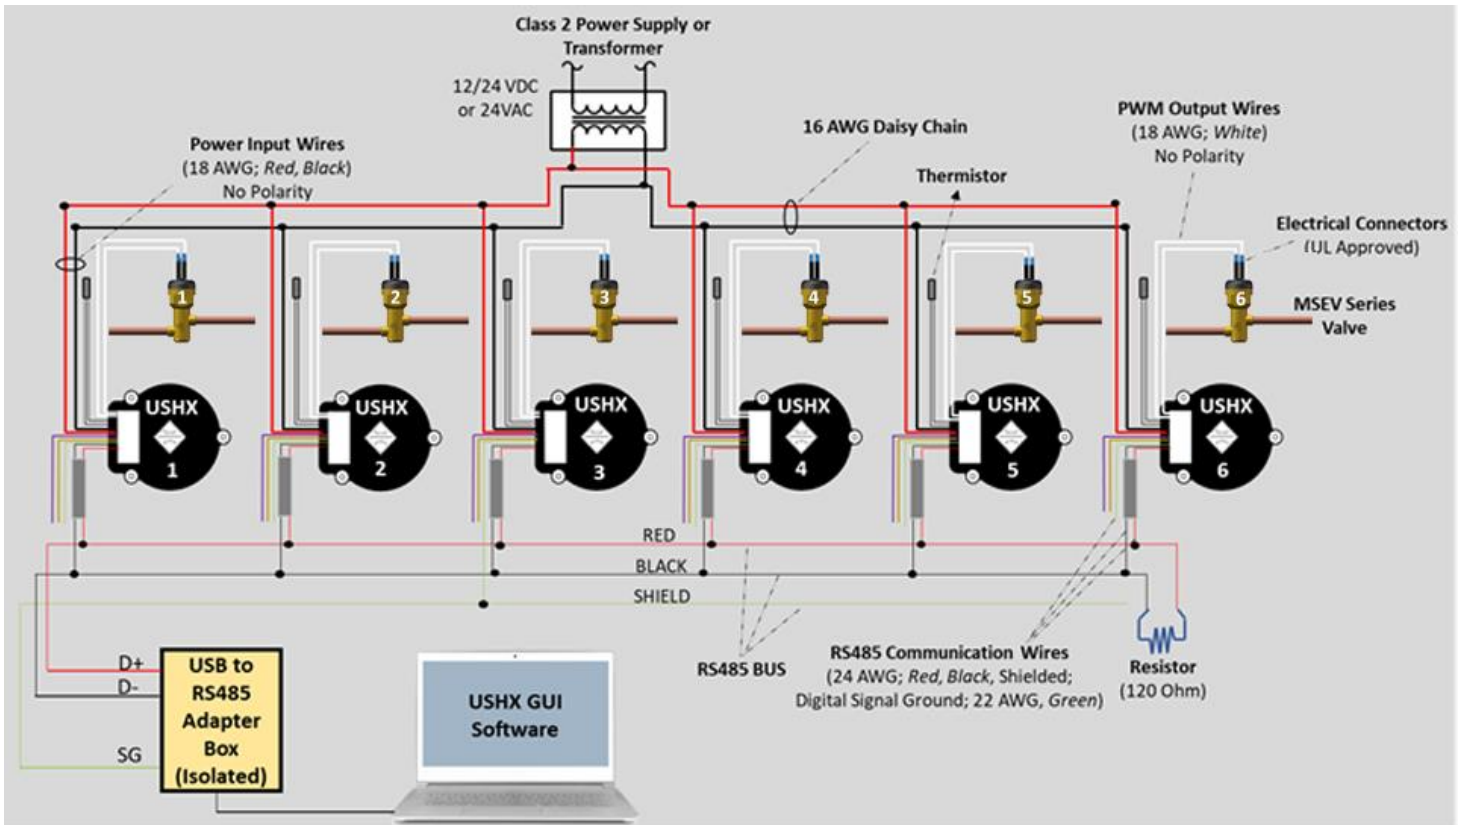 Class 2 Power Supply or
Transformer
12/24 VDC
or 24VAC
Power Input Wires
(18 AWG; Red, Black)
No Polarity
16 AWG Daisy Chain
Thermistor
PWM Output Wires
(18 AWG; White)
No Polarity
Electrical Connectors
(UL Approved)
MSEV Series
Valve
1
2
3
4
5
6
USHX
1
USHX
2
USHX
3
USHX
4
USHX
5
USHX
6
RED
BLACK
SHIELD
RS485 BUS
RS485 Communication Wires
(24 AWG; Red, Black, Shielded;
Digital Signal Ground; 22 AWG, Green)
Resistor
(120 Ohm)
D+
D-
SG
USB to
RS485
Adapter
Box
(Isolated)
USHX GUI
Software